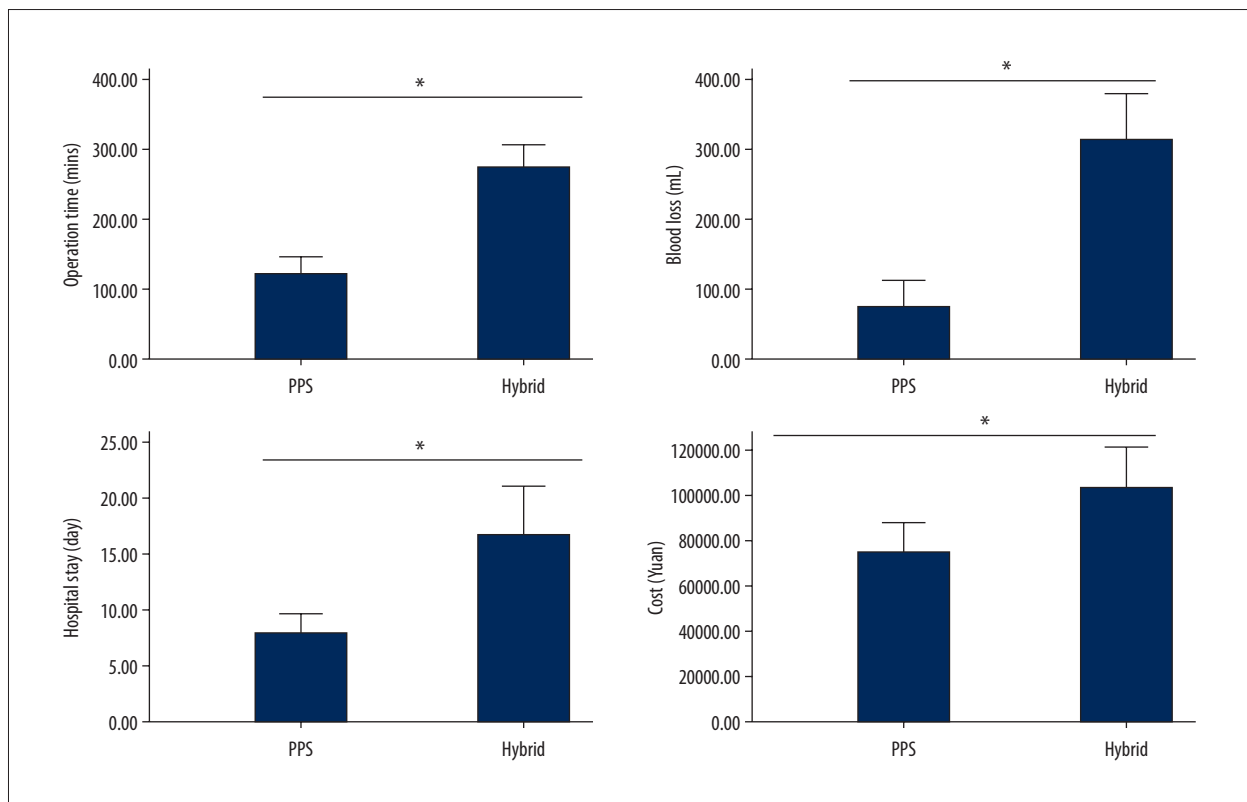 400.00
300.00
200.00
100.00
0.00
Operation time (mins)
*
PPS
Hybrid
400.00
300.00
200.00
100.00
0.00
Blood loss (mL)
*
PPS
Hybrid
25.00
20.00
15.00
10.00
5.00
0.00
Hospital stay (day)
*
PPS
Hybrid
120000.00
100000.00
80000.00
60000.00
40000.00
20000.00
0.00
Cost (Yuan)
*
PPS
Hybrid